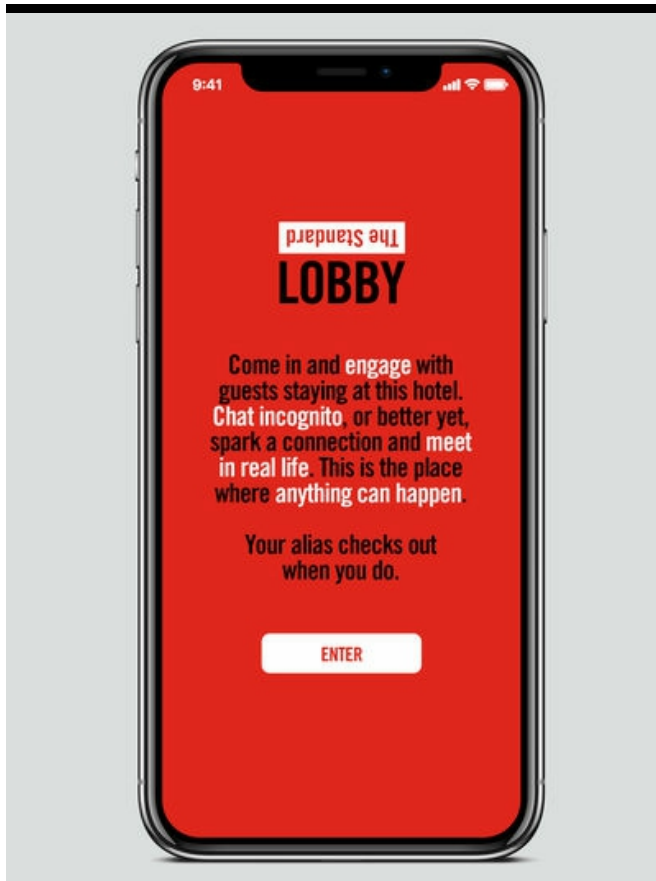 9:41
The Standard
LOBBY
Come in and engage with
guests staying at this hotel.
Chat incognito, or better yet,
spark a connection and meet
in real life. This is the place
where anything can happen.
Your alias checks out
when you do.
ENTER